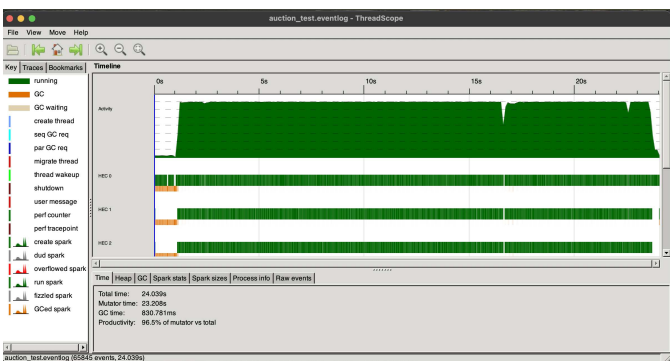 auction_test.eventlog - ThreadScope
File View Move Help
Key Traces Bookmarks
running
GC
GC waiting
create thread
seq GC req
par GC req
migrate thread
thread wakeup
shutdown
user message
perf counter
perf tracepoint
create spark
dud spark
overflowed spark
run spark
fizzled spark
GCed spark
Timeline
0s 5s 10s 15s 20s
Activity
HEC 0
HEC 1
HEC 2
Time Heap GC Spark stats Spark sizes Process info Raw events
Total time: 24.039s
Mutator time: 23.208s
GC time: 830.781ms
Productivity: 96.5% of mutator vs total
auction_test.eventlog (65845 events, 24.039s)